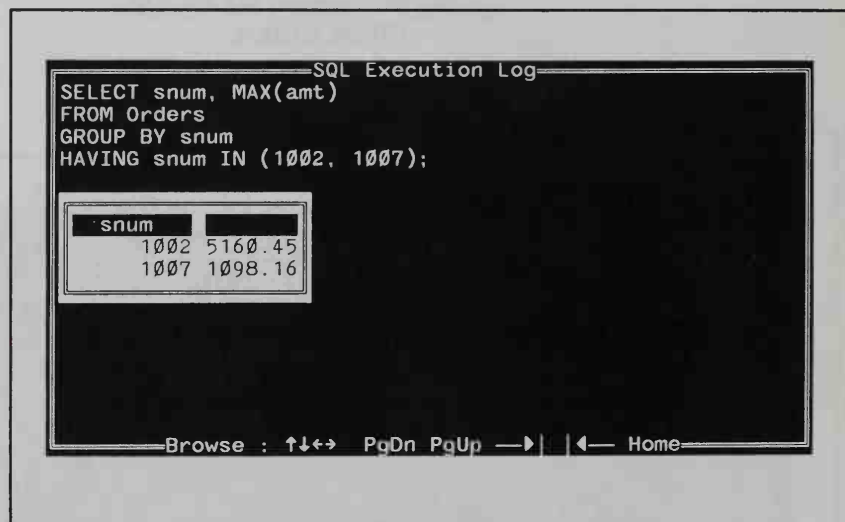 SQL Execution Log
SELECT snum, MAX(amt)
FROM Orders
GROUP BY snum
HAVING snum IN (1002, 1007);
snum
1002 5160.45
1007 1098.16
Browse : ↑↓←→ PgDn PgUp —►| |◄— Home